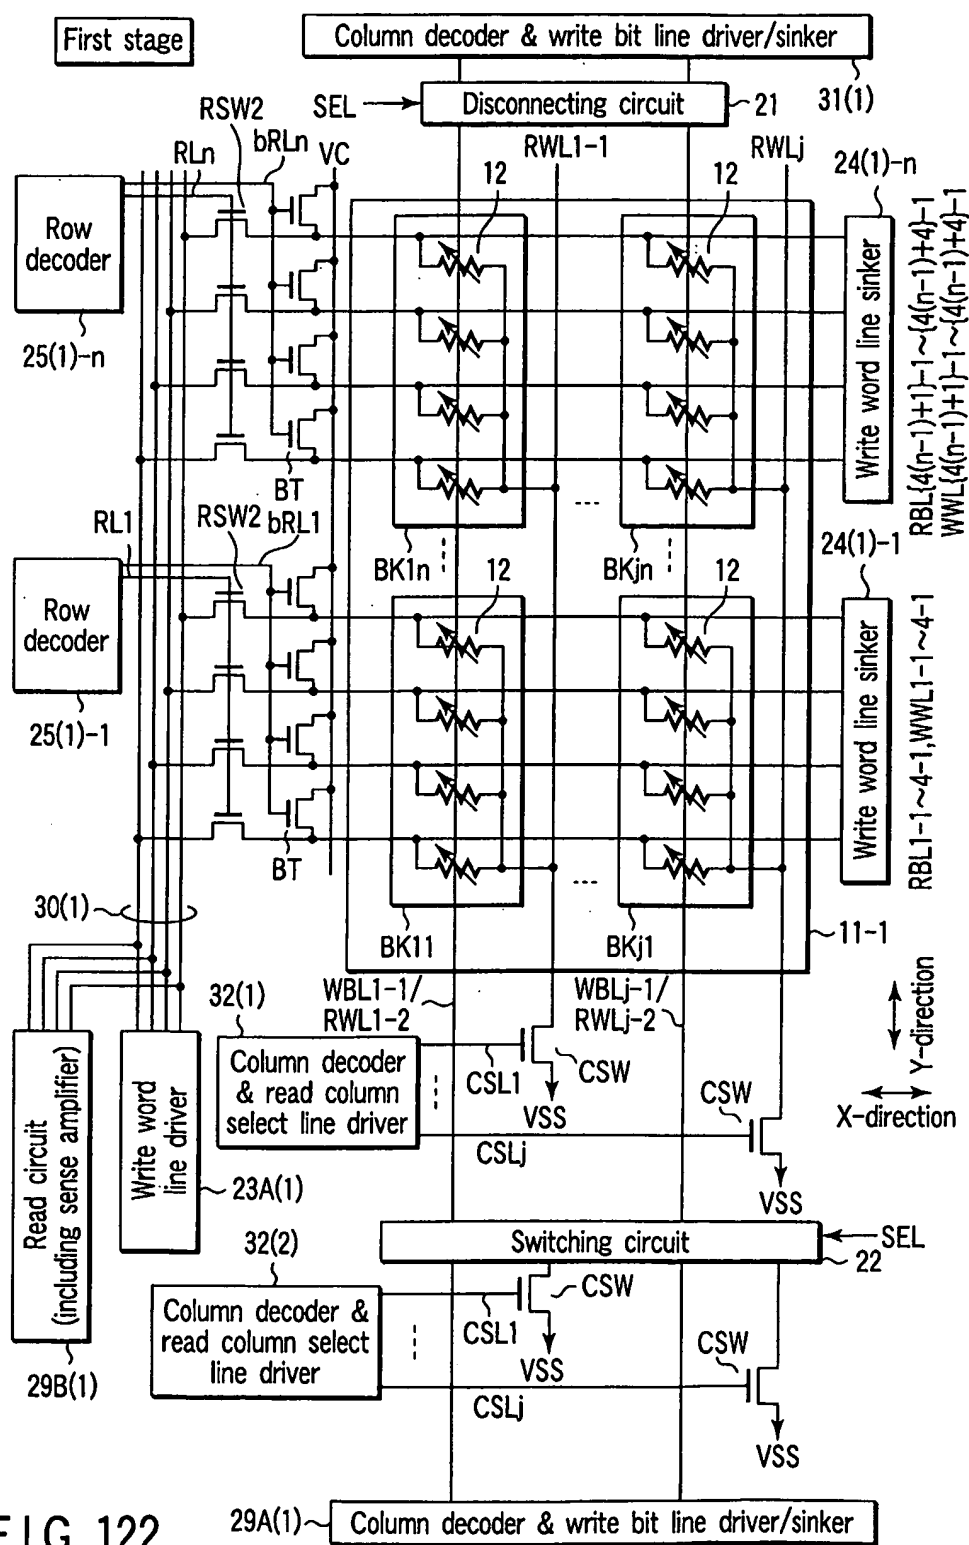 First stage
Column decoder & write bit line driver/sinker
31(1)
SEL
Disconnecting circuit
21
RSW2
bRLn
RLn
VC
RWL1-1
RWLj
24(1)-n
12
12
Row
decoder
25(1)-n
Write word line sinker
RBL{4(n-1)+1}-1~{4(n-1)+4}-1
WWL{4(n-1)+1}-1~{4(n-1)+4}-1
BT
...
RL1
RSW2
bRL1
BK1n
BKjn
24(1)-1
12
12
Row
decoder
25(1)-1
Write word line sinker
RBL1-1~4-1,WWL1-1~4-1
BT
...
30(1)
BK11
BKj1
11-1
WBL1-1/
RWL1-2
WBLj-1/
RWLj-2
Y-direction
X-direction
32(1)
Column decoder
& read column
select line driver
CSL1
CSW
VSS
CSW
CSLj
VSS
Read circuit
(including sense amplifier)
29B(1)
Write word
line driver
23A(1)
Switching circuit
SEL
22
32(2)
Column decoder &
read column select
line driver
CSL1
CSW
VSS
CSW
CSLj
VSS
FIG. 122
29A(1)
Column decoder & write bit line driver/sinker